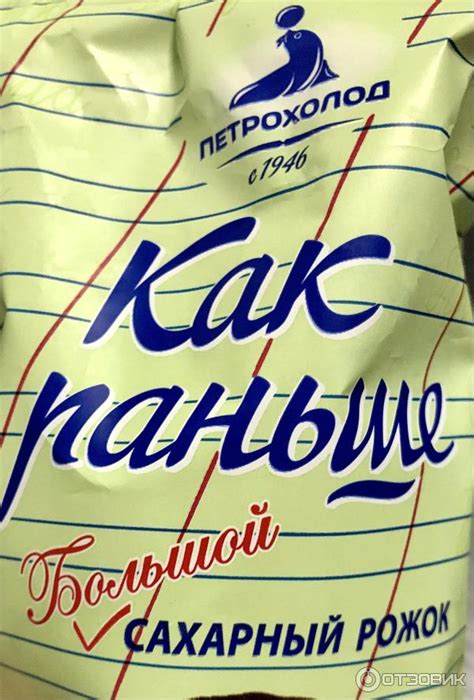 ПЕТРОХОЛОД
с 1946
Как
раньше
Большой
САХАРНЫЙ РОЖОК
ОТЗОВИК